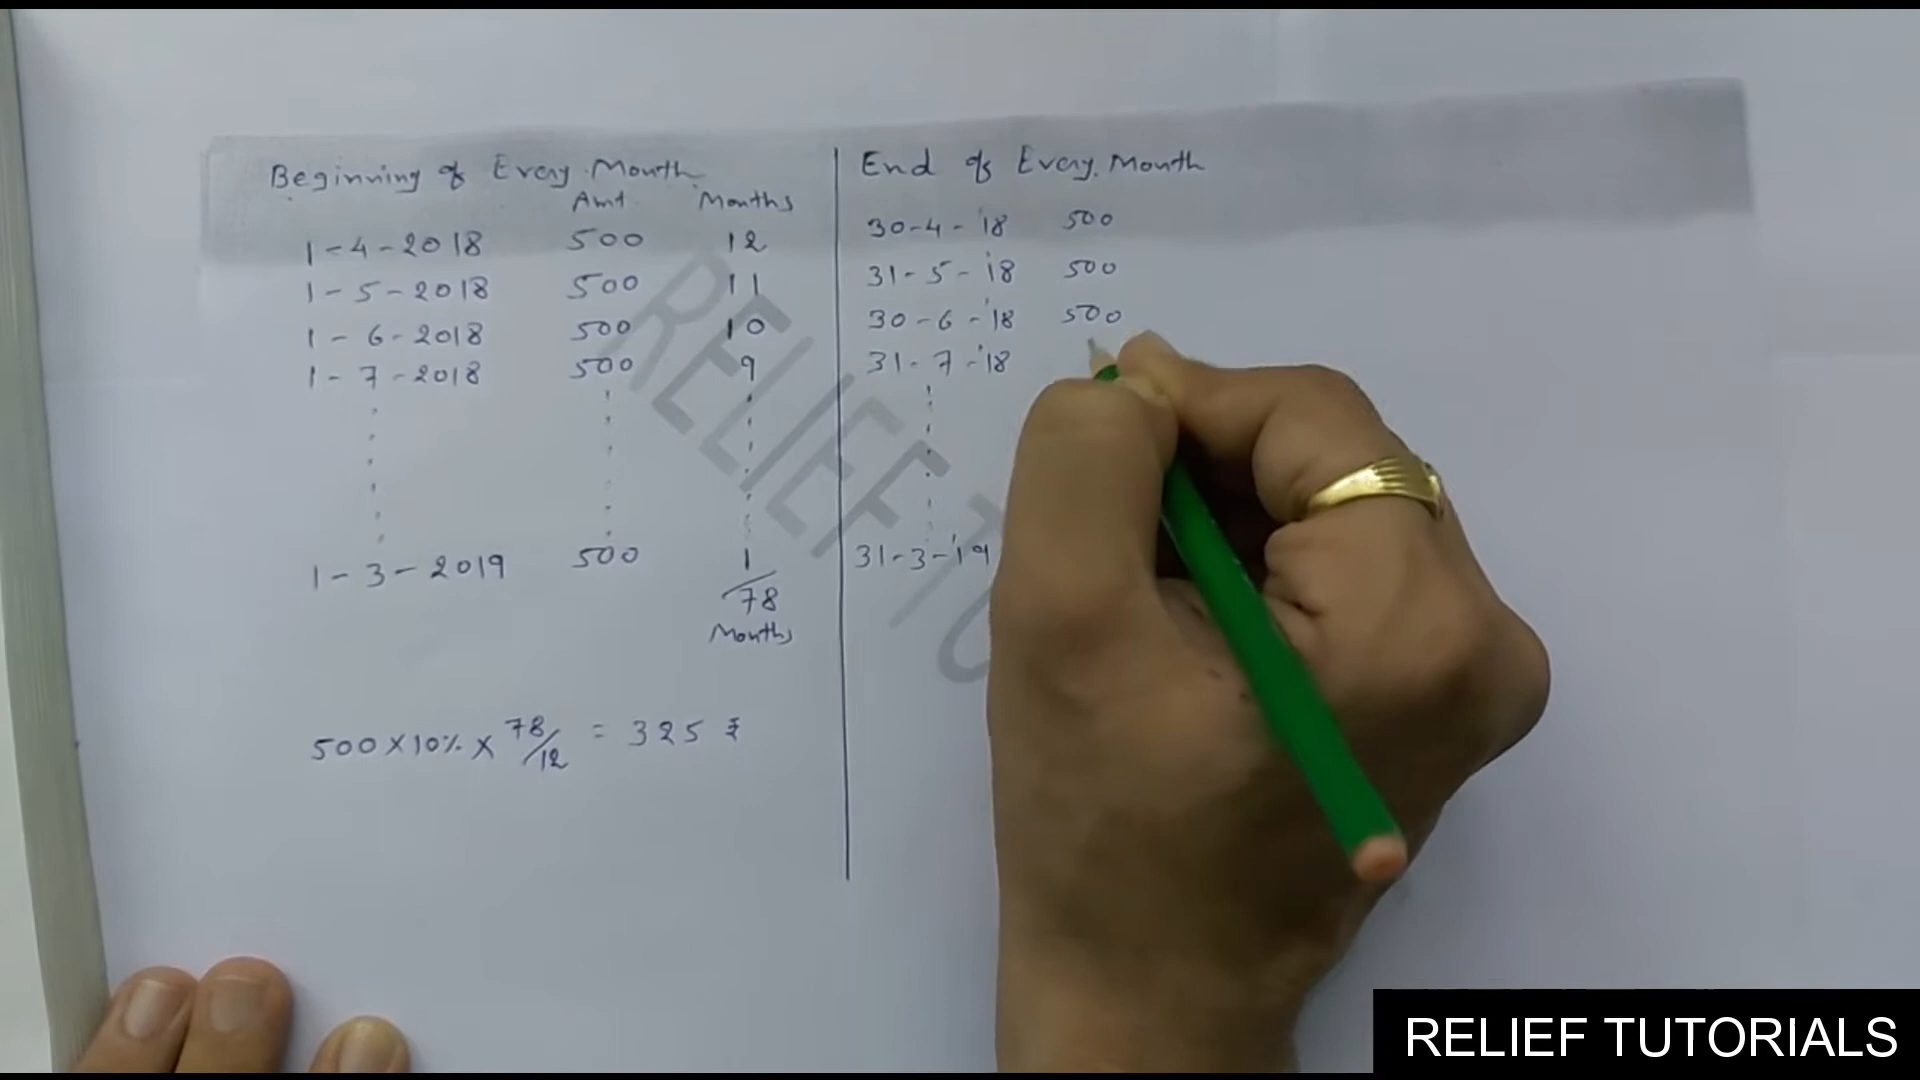 Beginning of Every Month
Amt Months
1-4-2018 500 12
1-5-2018 500 11
1-6-2018 500 10
1-7-2018 500 9
1-3-2019 500 1
78
Months
500 X 10% X 78/12 = 325 ₹
End of Every Month
30-4-'18 500
31-5-'18 500
30-6-'18 500
31-7-'18
31-3-'19
RELIEF TU
RELIEF TUTORIALS